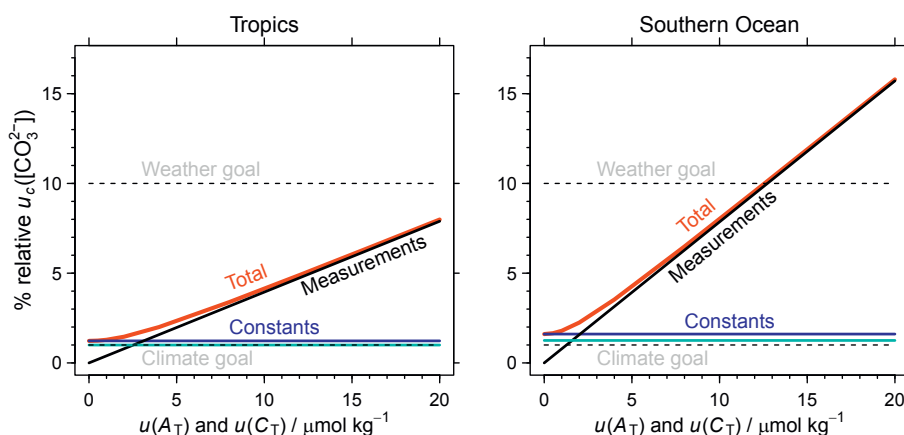 Tropics
Southern Ocean
% relative u_c([CO₃²⁻])
15
10
5
0
Weather goal
Total
Measurements
Constants
Climate goal
0
5
10
15
20
u(A_T) and u(C_T) / μmol kg⁻¹
15
10
5
0
Weather goal
Total
Measurements
Constants
Climate goal
0
5
10
15
20
u(A_T) and u(C_T) / μmol kg⁻¹